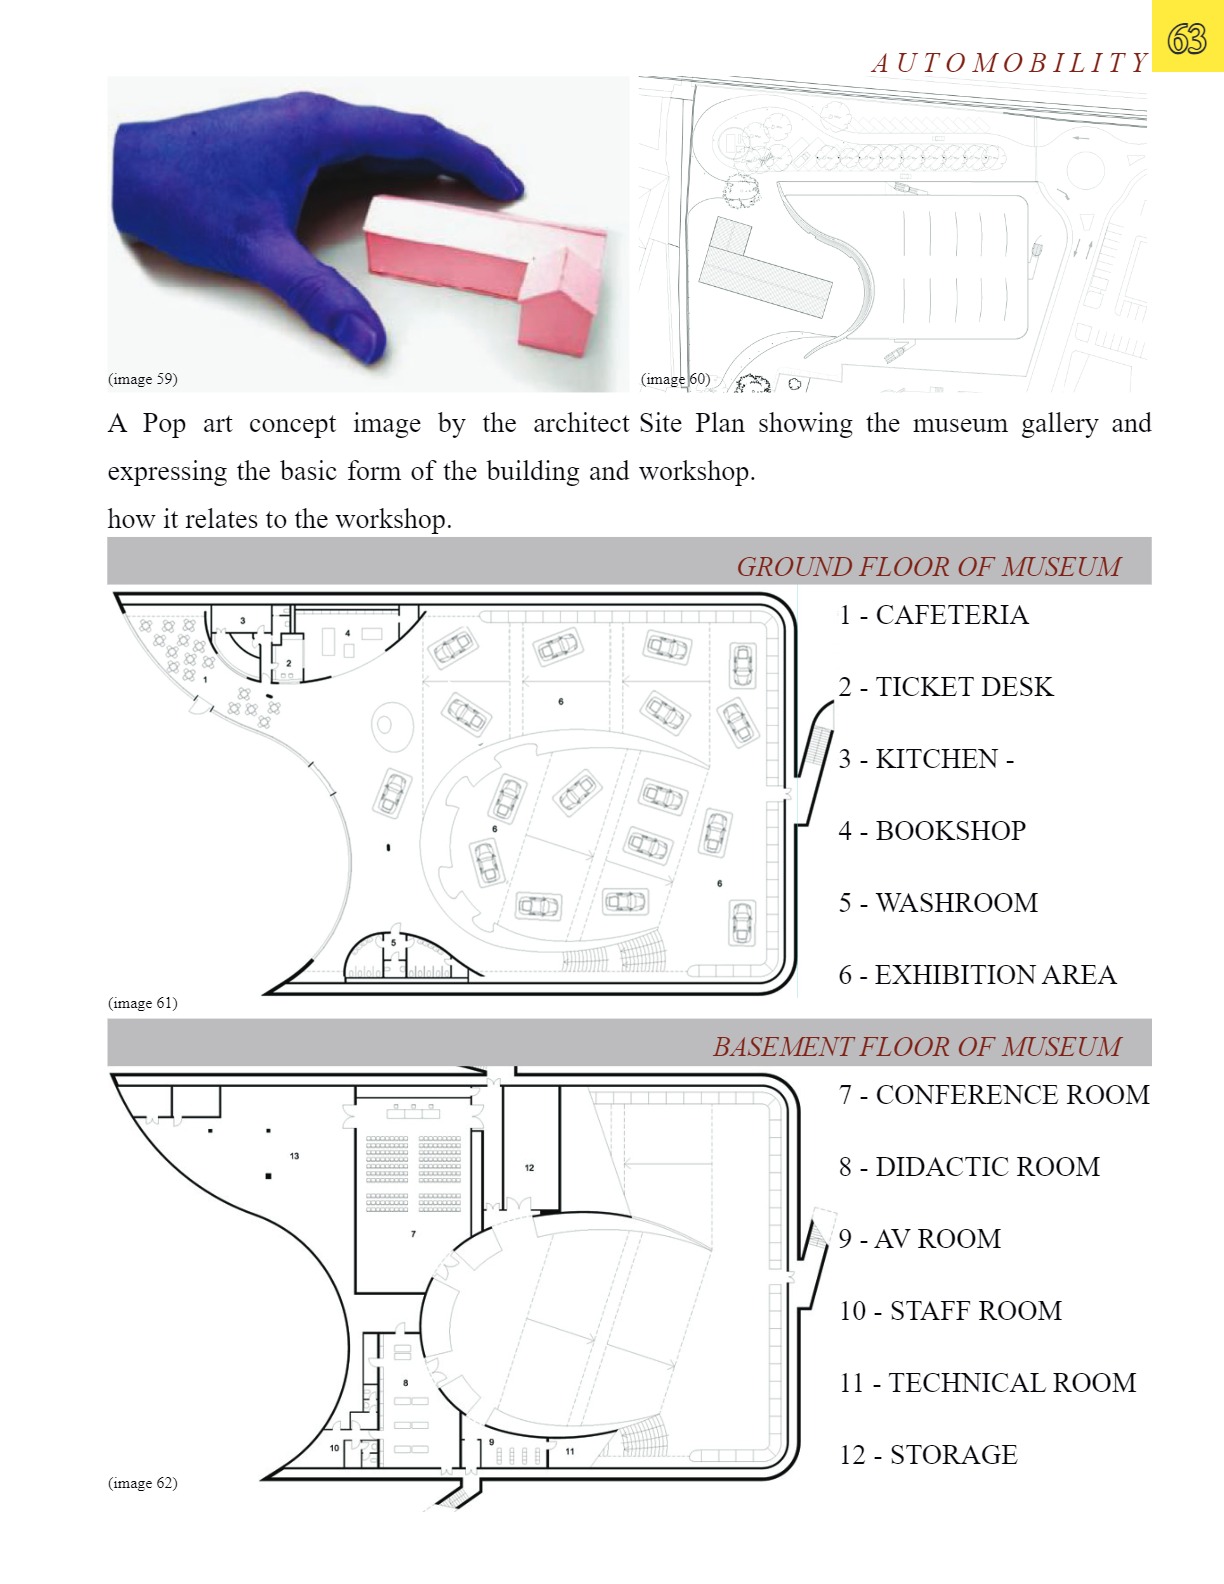 63
AUTOMOBILITY
(image 59)
(image 60)
A Pop art concept image by the architect
expressing the basic form of the building and
how it relates to the workshop.
Site Plan showing the museum gallery and
workshop.
GROUND FLOOR OF MUSEUM
3
4
2
1
6
6
6
5
1 - CAFETERIA
2 - TICKET DESK
3 - KITCHEN -
4 - BOOKSHOP
5 - WASHROOM
6 - EXHIBITION AREA
(image 61)
BASEMENT FLOOR OF MUSEUM
13
12
7
8
10
9
11
7 - CONFERENCE ROOM
8 - DIDACTIC ROOM
9 - AV ROOM
10 - STAFF ROOM
11 - TECHNICAL ROOM
12 - STORAGE
(image 62)